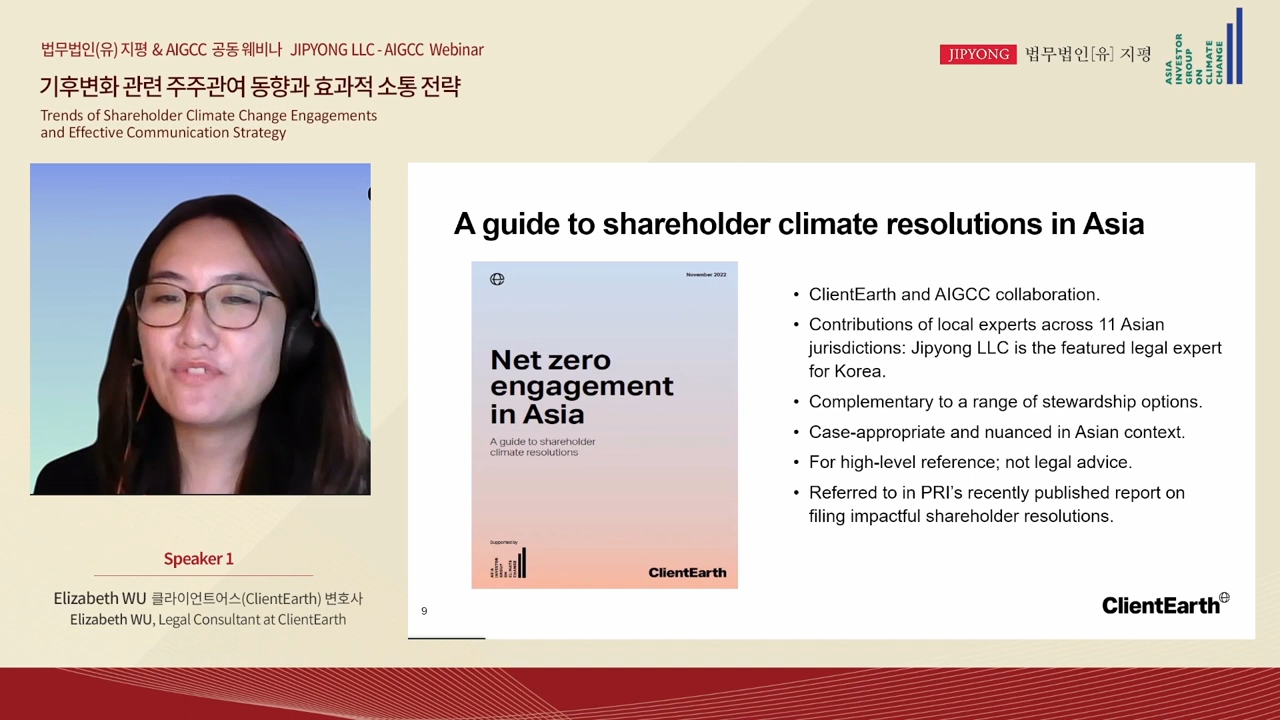 법무법인(유) 지평 & AIGCC 공동 웨비나 JIPYONG LLC - AIGCC Webinar
기후변화 관련 주주관여 동향과 효과적 소통 전략
Trends of Shareholder Climate Change Engagements
and Effective Communication Strategy
JIPYONG 법무법인[유] 지평
ASIA
INVESTOR
GROUP
ON
CLIMATE
CHANGE
A guide to shareholder climate resolutions in Asia
November 2022
Net zero
engagement
in Asia
A guide to shareholder
climate resolutions
Supported by
ASIA
INVESTOR
GROUP
ON
CLIMATE
CHANGE
ClientEarth
• ClientEarth and AIGCC collaboration.
• Contributions of local experts across 11 Asian
jurisdictions: Jipyong LLC is the featured legal expert
for Korea.
• Complementary to a range of stewardship options.
• Case-appropriate and nuanced in Asian context.
• For high-level reference; not legal advice.
• Referred to in PRI's recently published report on
filing impactful shareholder resolutions.
9
ClientEarth
Speaker 1
Elizabeth WU 클라이언트어스(ClientEarth) 변호사
Elizabeth WU, Legal Consultant at ClientEarth